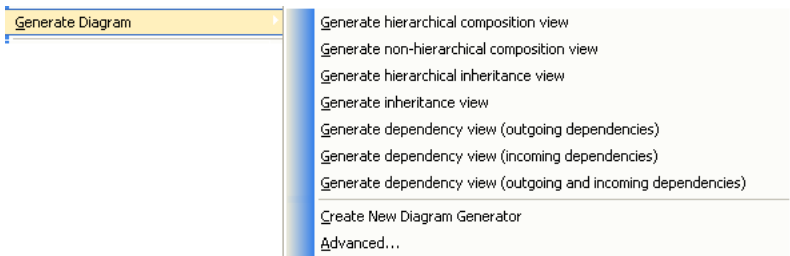 Generate Diagram
Generate hierarchical composition view
Generate non-hierarchical composition view
Generate hierarchical inheritance view
Generate inheritance view
Generate dependency view (outgoing dependencies)
Generate dependency view (incoming dependencies)
Generate dependency view (outgoing and incoming dependencies)
Create New Diagram Generator
Advanced...